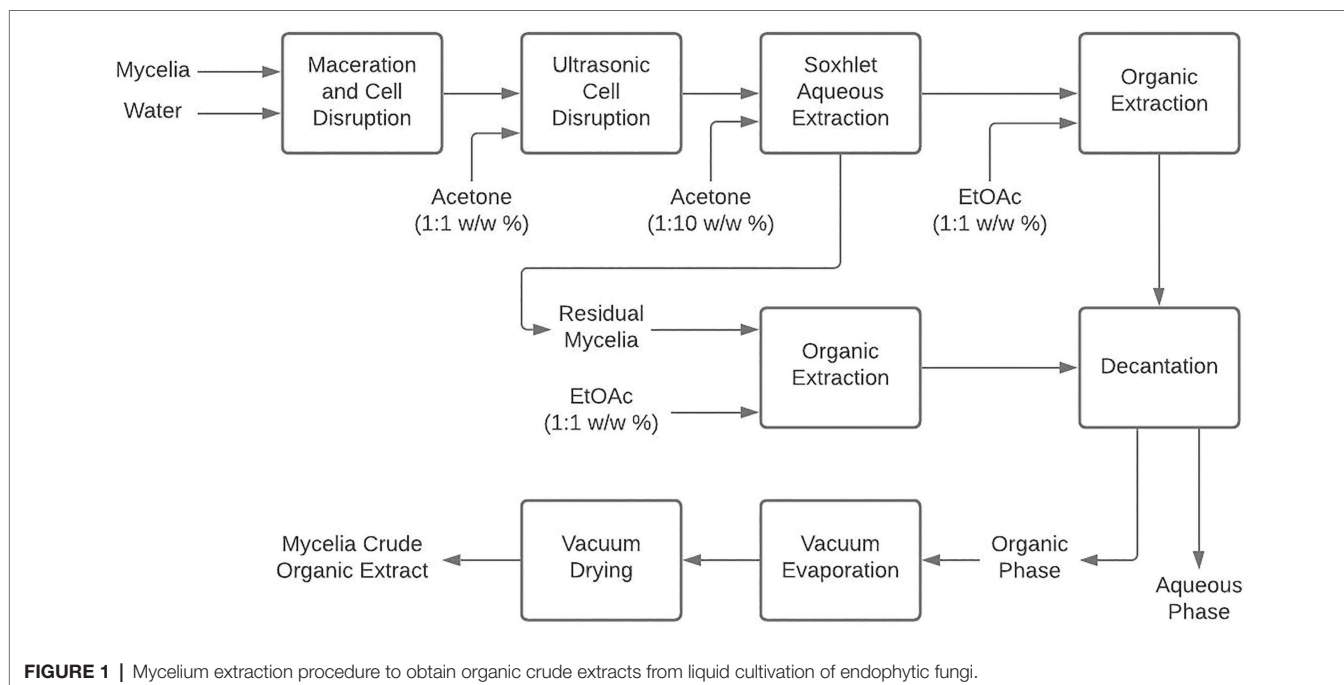 Mycelia
Water
Maceration
and Cell
Disruption
Ultrasonic
Cell
Disruption
Soxhlet
Aqueous
Extraction
Organic
Extraction
Acetone
(1:1 w/w %)
Acetone
(1:10 w/w %)
EtOAc
(1:1 w/w %)
Residual
Mycelia
EtOAc
(1:1 w/w %)
Organic
Extraction
Decantation
Mycelia Crude
Organic Extract
Vacuum
Drying
Vacuum
Evaporation
Organic
Phase
Aqueous
Phase
FIGURE 1 | Mycelium extraction procedure to obtain organic crude extracts from liquid cultivation of endophytic fungi.